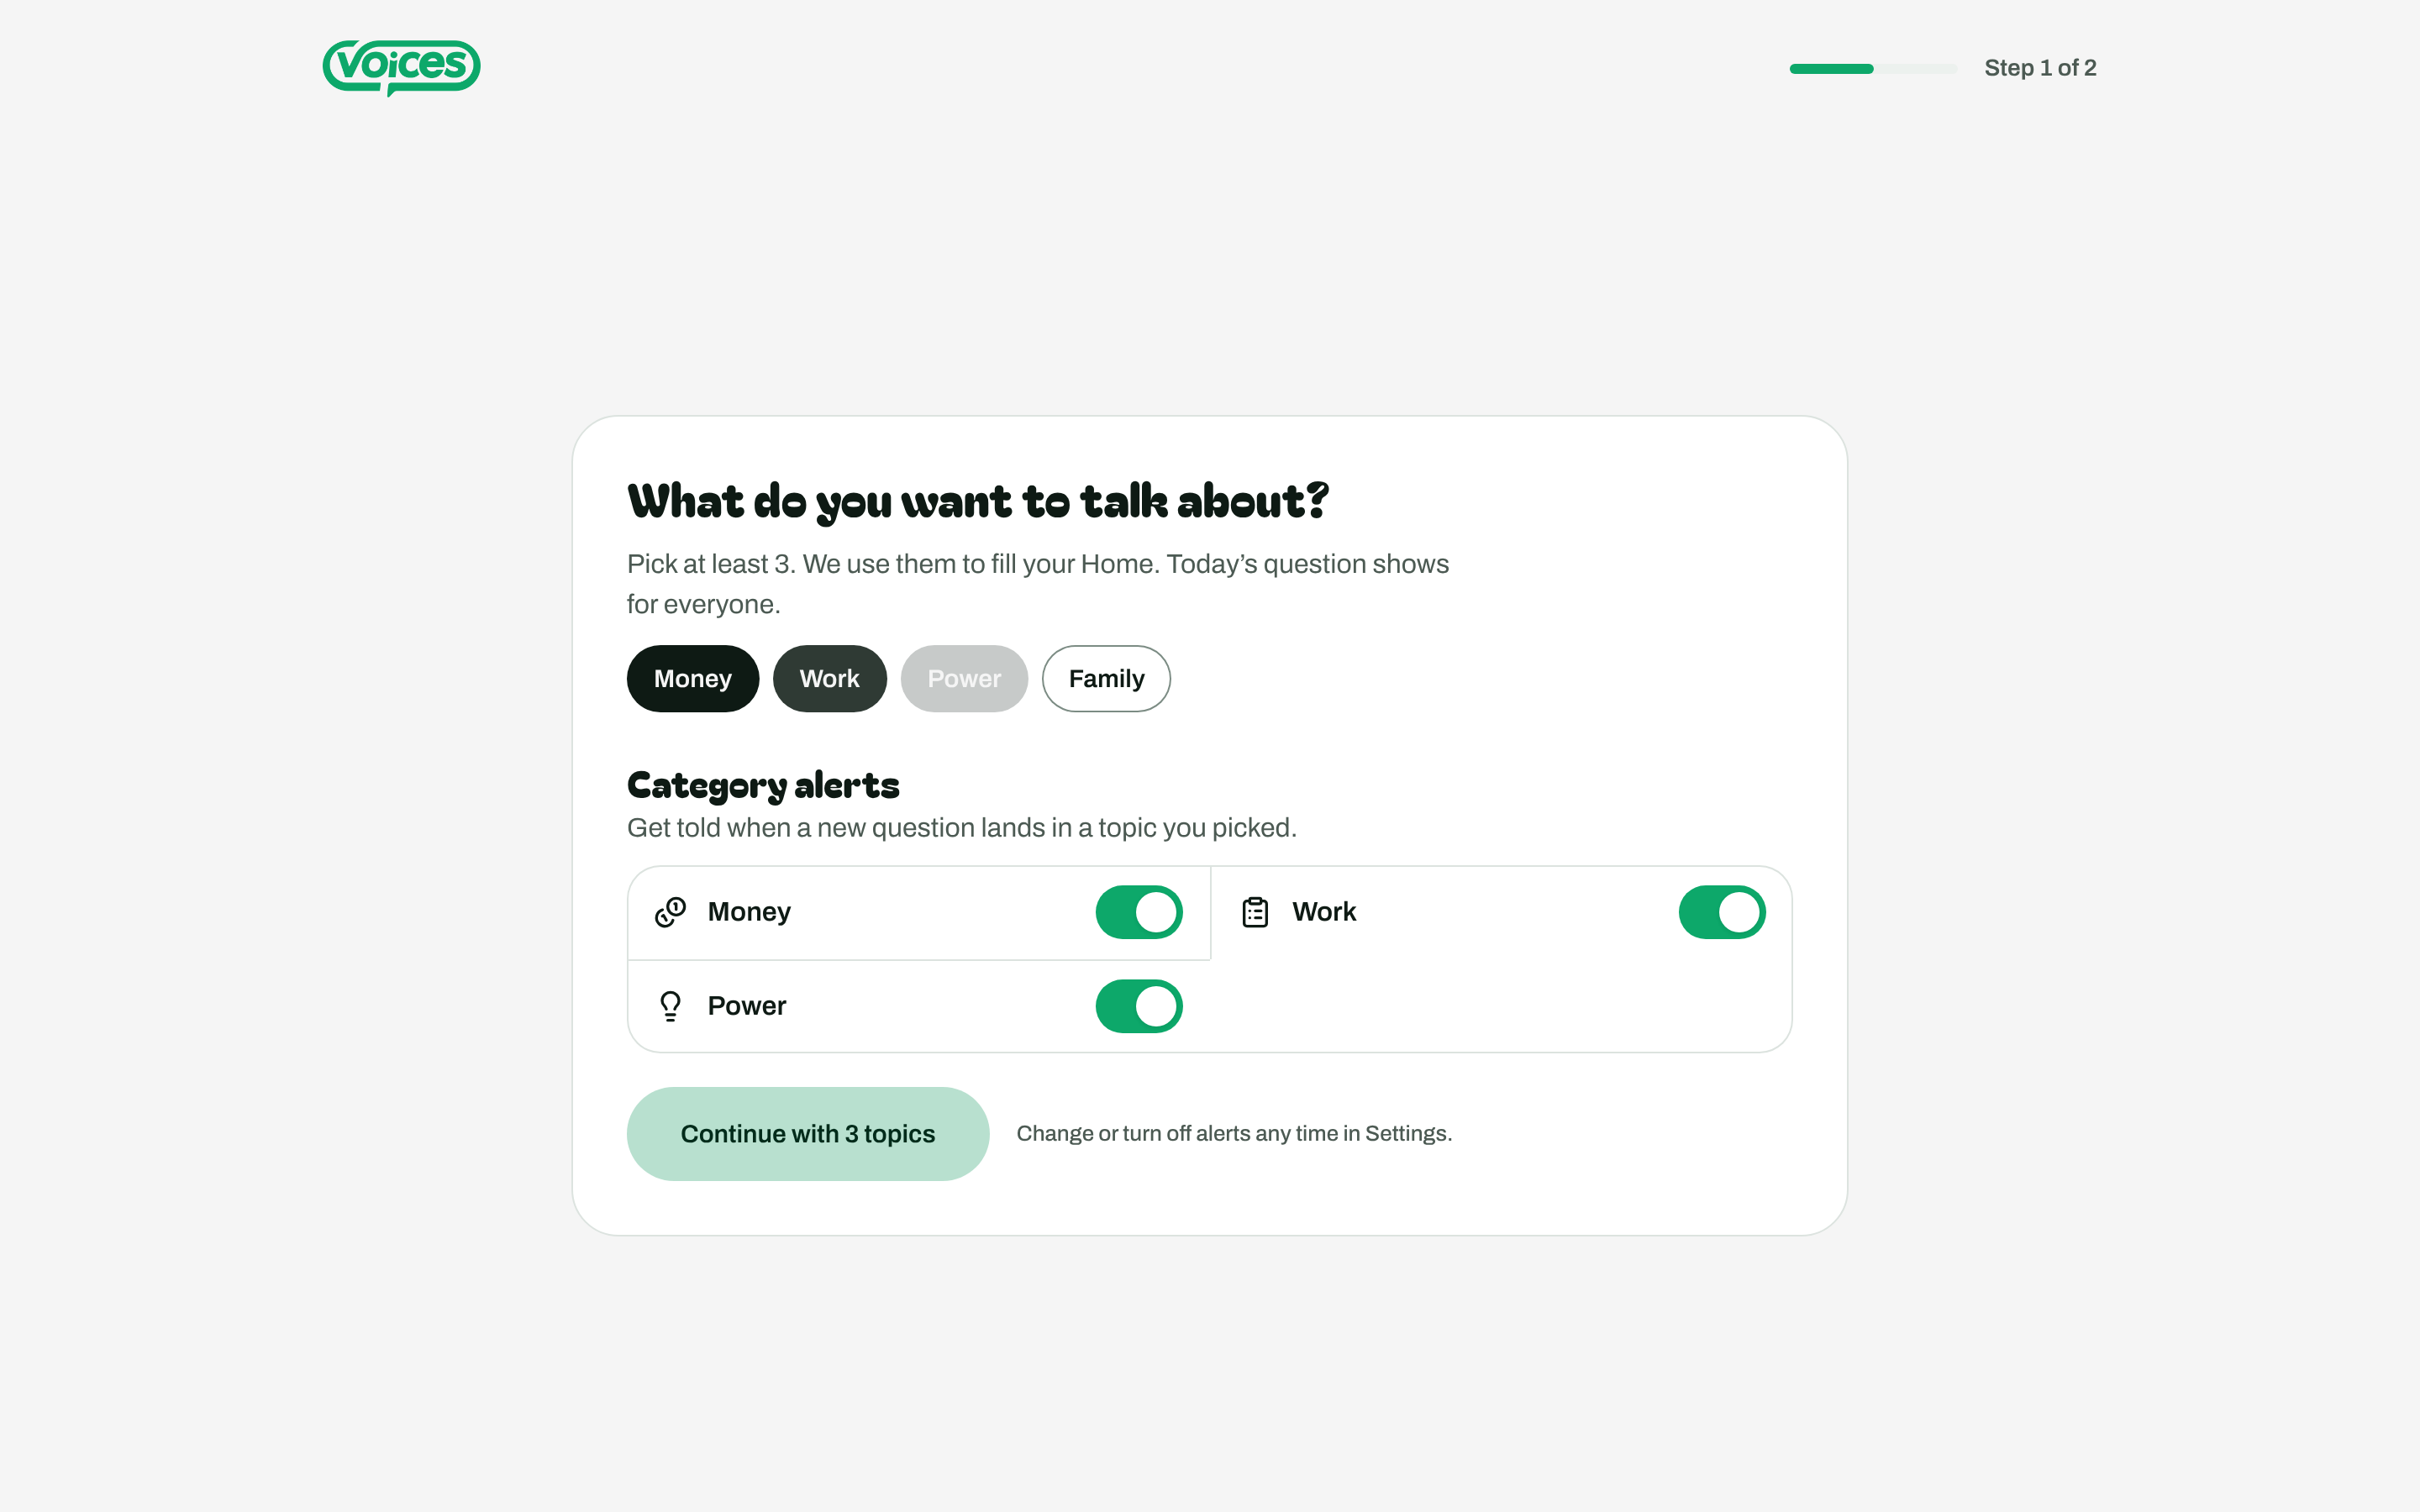 voices
Step 1 of 2
What do you want to talk about?
Pick at least 3. We use them to fill your Home. Today’s question shows
for everyone.
Money
Work
Power
Family
Category alerts
Get told when a new question lands in a topic you picked.
Money
Work
Power
Continue with 3 topics
Change or turn off alerts any time in Settings.